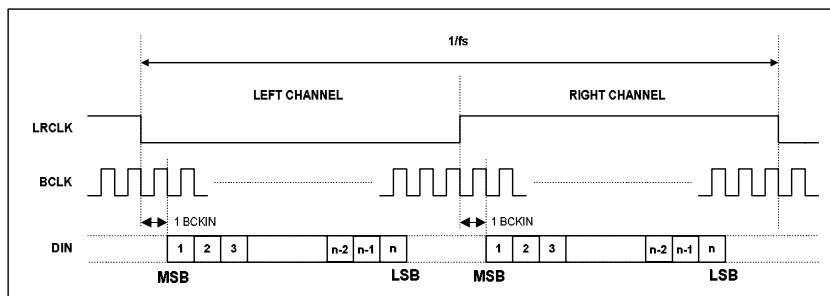 1/fs
LEFT CHANNEL RIGHT CHANNEL
LRCLK
BCLK
1 BCKIN 1 BCKIN
DIN 1 2 3 n-2 n-1 n 1 2 3 n-2 n-1 n
MSB LSB MSB LSB